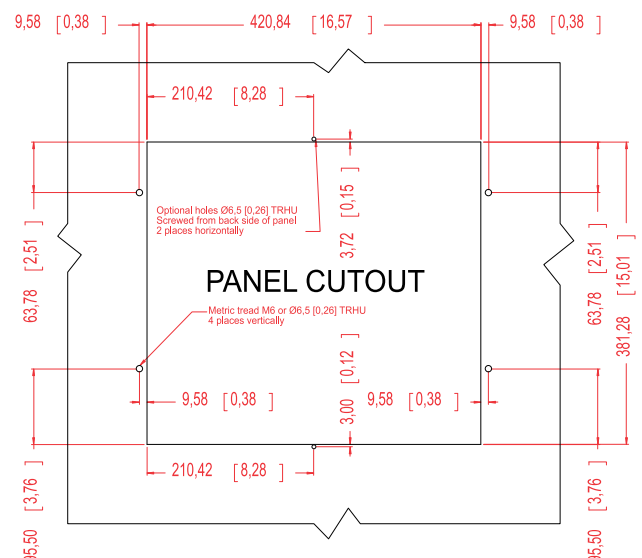 9,58 [0,38]
420,84 [16,57]
9,58 [0,38]
210,42 [8,28]
3,72 [0,15]
Optional holes Ø6,5 [0,26] TRHU
Screwed from back side of panel
2 places horizontally
63,78 [2,51]
63,78 [2,51]
381,28 [15,01]
PANEL CUTOUT
Metric tread M6 or Ø6,5 [0,26] TRHU
4 places vertically
3,00 [0,12]
9,58 [0,38]
9,58 [0,38]
210,42 [8,28]
95,50 [3,76]
95,50 [3,76]